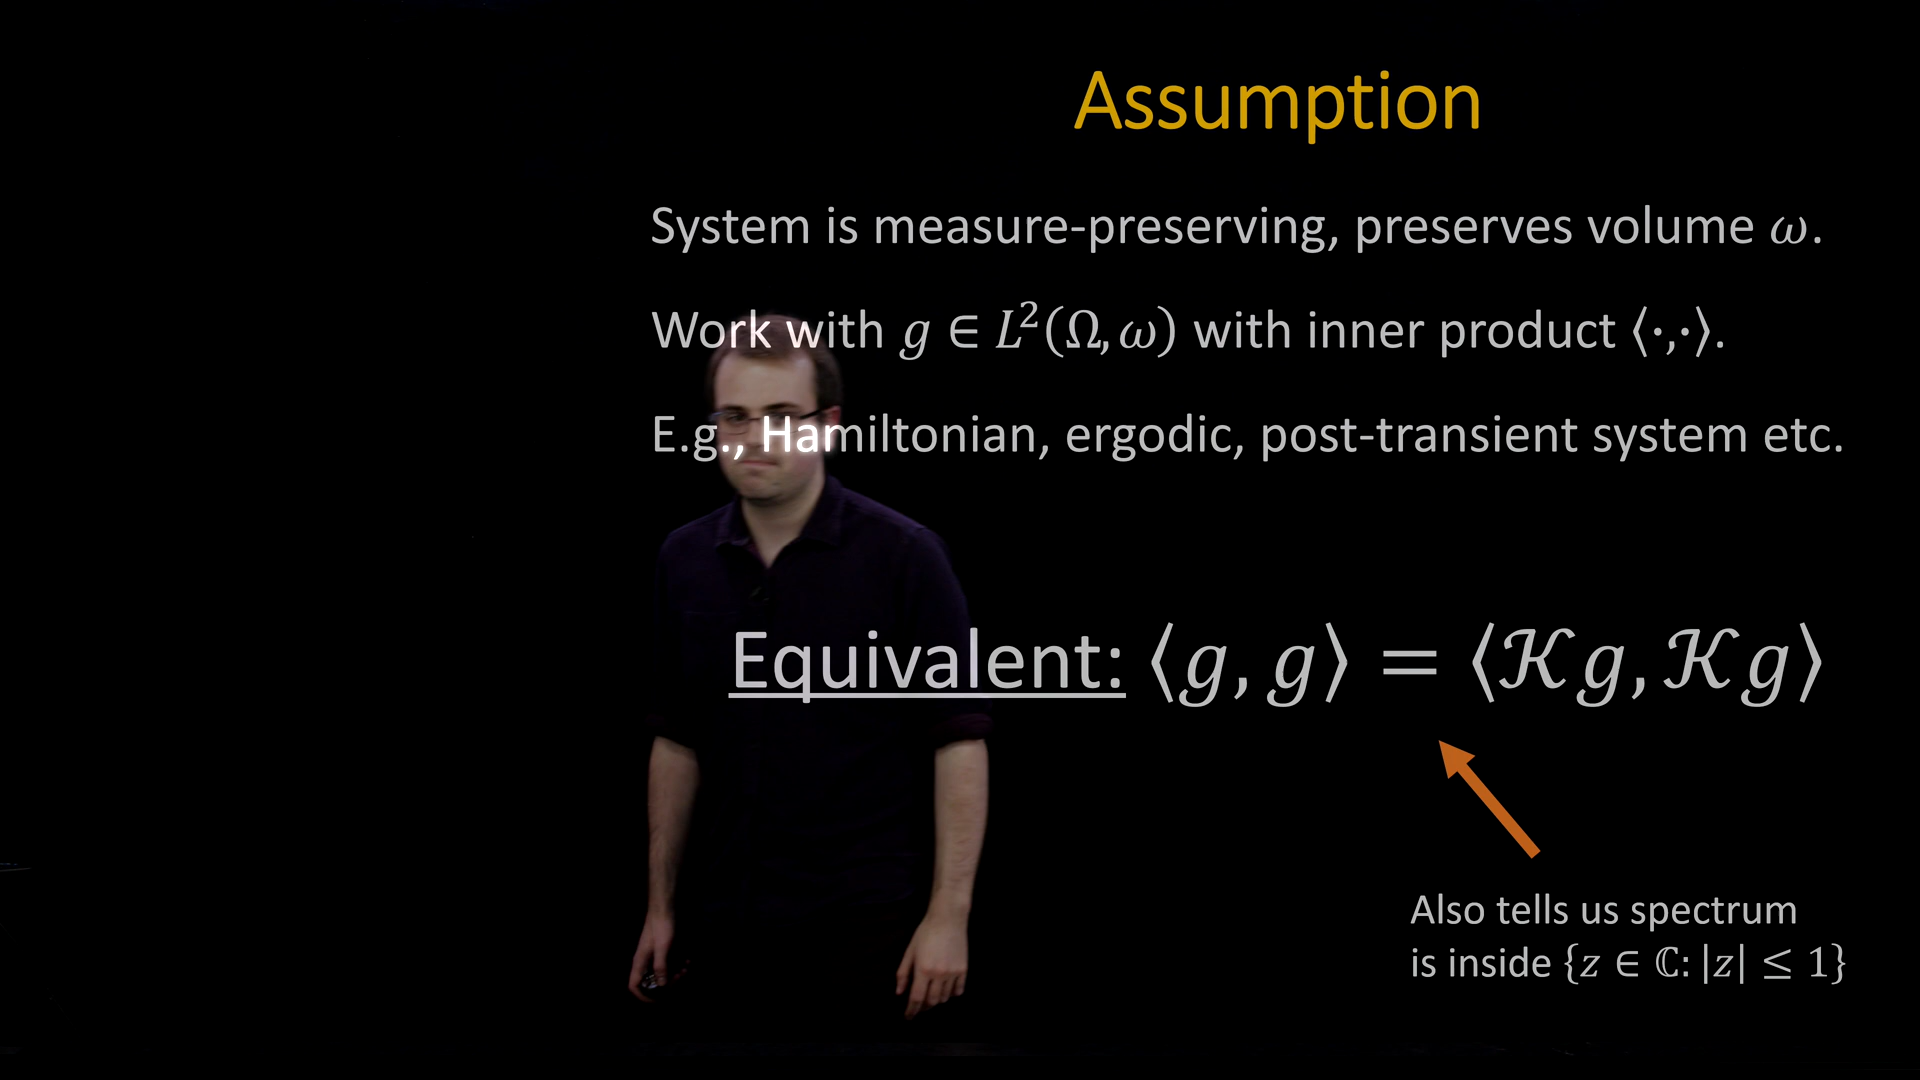 Assumption
System is measure-preserving, preserves volume ω.
Work with g ∈ L²(Ω, ω) with inner product ⟨·,·⟩.
E.g., Hamiltonian, ergodic, post-transient system etc.
Equivalent: ⟨g, g⟩ = ⟨𝒦g, 𝒦g⟩
Also tells us spectrum
is inside {z ∈ ℂ: |z| ≤ 1}